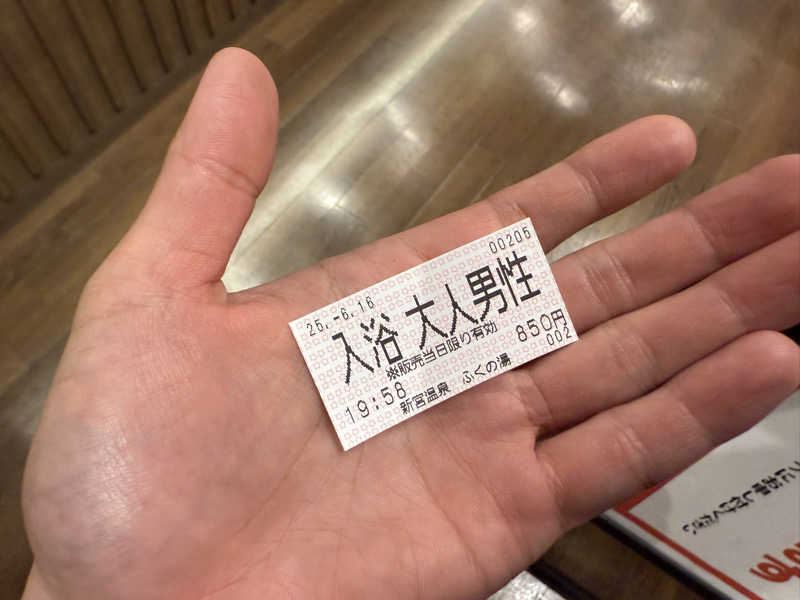 00205
25.-6.16
入浴 大人男性
※販売当日限り有効
850円
19:58
新宮温泉 ふくの湯
002